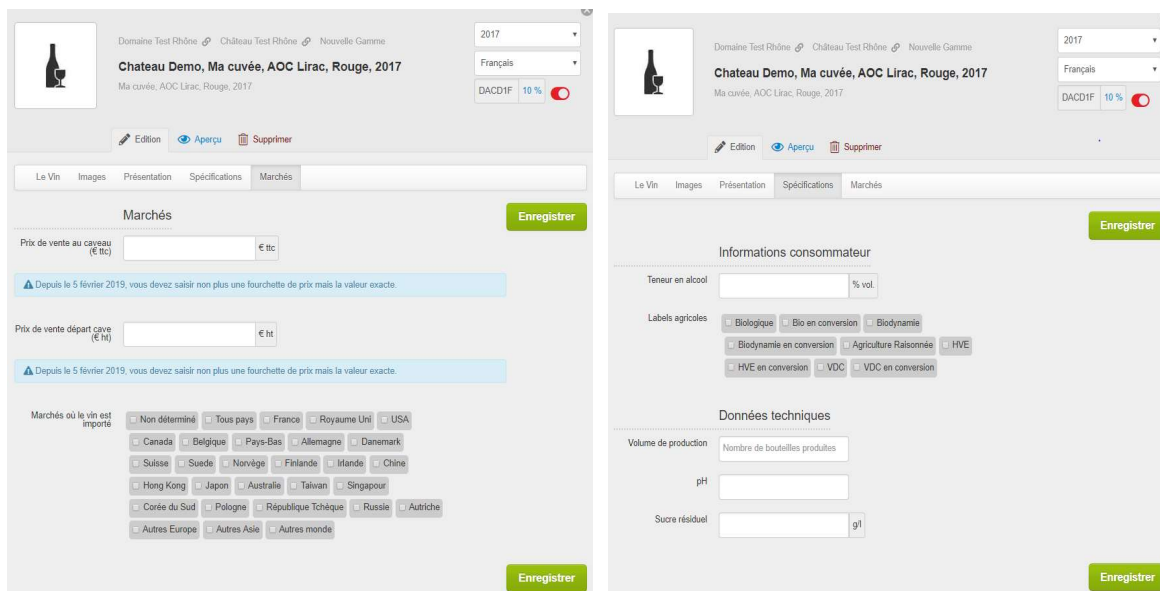 Domaine Test Rhône Château Test Rhône Nouvelle Gamme
Chateau Demo, Ma cuvée, AOC Lirac, Rouge, 2017
Ma cuvée, AOC Lirac, Rouge, 2017
2017
Français
DACD1F 10 %
Edition Aperçu Supprimer
Le Vin Images Présentation Spécifications Marchés
Marchés
Enregistrer
Prix de vente au caveau
(€ ttc)
€ ttc
Depuis le 5 février 2019, vous devez saisir non plus une fourchette de prix mais la valeur exacte.
Prix de vente départ cave
(€ ht)
€ ht
Depuis le 5 février 2019, vous devez saisir non plus une fourchette de prix mais la valeur exacte.
Marchés où le vin est
importé
Non déterminé Tous pays France Royaume Uni USA
Canada Belgique Pays-Bas Allemagne Danemark
Suisse Suede Norvège Finlande Irlande Chine
Hong Kong Japon Australie Taiwan Singapour
Corée du Sud Pologne République Tchèque Russie Autriche
Autres Europe Autres Asie Autres monde
Enregistrer
Domaine Test Rhône Château Test Rhône Nouvelle Gamme
Chateau Demo, Ma cuvée, AOC Lirac, Rouge, 2017
Ma cuvée, AOC Lirac, Rouge, 2017
2017
Français
DACD1F 10 %
Edition Aperçu Supprimer
Le Vin Images Présentation Spécifications Marchés
Enregistrer
Informations consommateur
Teneur en alcool
% vol.
Labels agricoles
Biologique Bio en conversion Biodynamie
Biodynamie en conversion Agriculture Raisonnée HVE
HVE en conversion VDC VDC en conversion
Données techniques
Volume de production
Nombre de bouteilles produites
pH
Sucre résiduel
g/l
Enregistrer